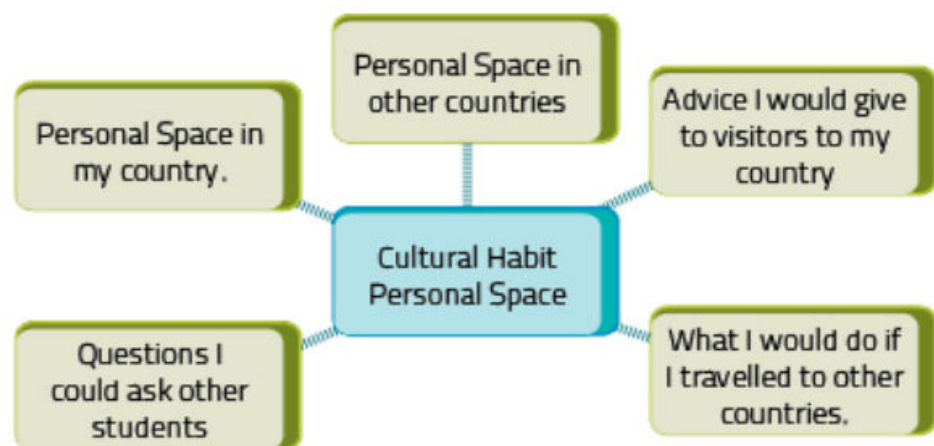 Personal Space in
other countries
Personal Space in
my country.
Advice I would give
to visitors to my
country
Cultural Habit
Personal Space
Questions I
could ask other
students
What I would do if
I travelled to other
countries.